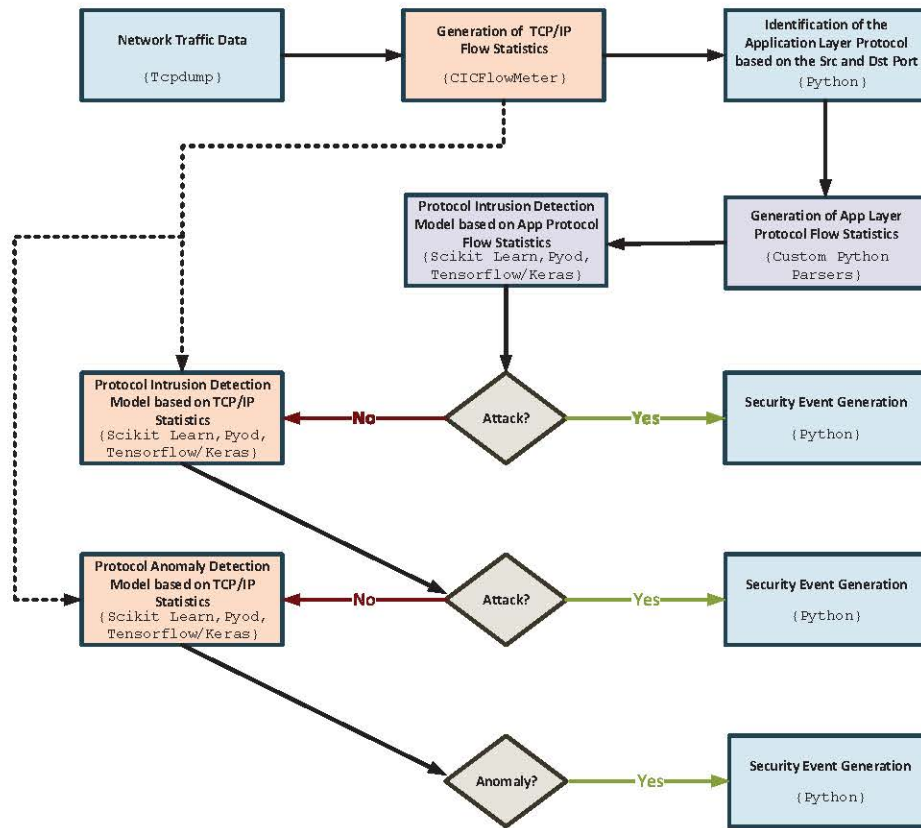 Network Traffic Data
{Tcpdump}
Generation of TCP/IP
Flow Statistics
{CICFlowMeter}
Identification of the
Application Layer Protocol
based on the Src and Dst Port
{Python}
Protocol Intrusion Detection
Model based on App Protocol
Flow Statistics
{Scikit Learn,Pyod,
Tensorflow/Keras}
Generation of App Layer
Protocol Flow Statistics
{Custom Python
Parsers}
Protocol Intrusion Detection
Model based on TCP/IP
Statistics
{Scikit Learn,Pyod,
Tensorflow/Keras}
No
Attack?
Yes
Security Event Generation
{Python}
Protocol Anomaly Detection
Model based on TCP/IP
Statistics
{Scikit Learn,Pyod,
Tensorflow/Keras}
No
Attack?
Yes
Security Event Generation
{Python}
Anomaly?
Yes
Security Event Generation
{Python}